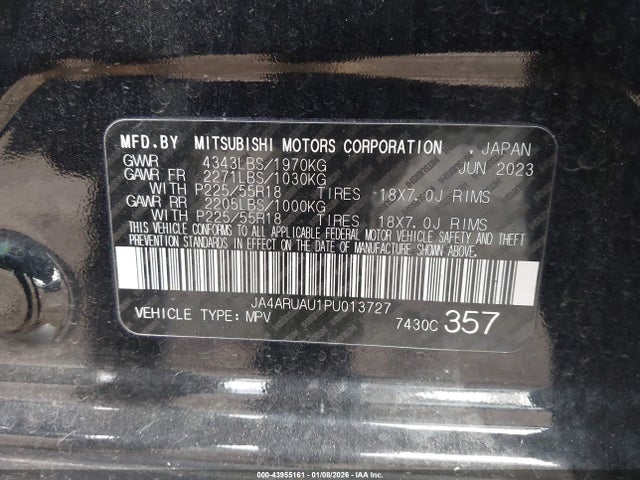 MFD.BY MITSUBISHI MOTORS CORPORATION , JAPAN
GVWR 4343LBS/1970KG JUN 2023
GAWR FR 2271LBS/1030KG
WITH P225/55R18 TIRES 18X7.0J RIMS
GAWR RR 2205LBS/1000KG
WITH P225/55R18 TIRES 18X7.0J RIMS
THIS VEHICLE CONFORMS TO ALL APPLICABLE FEDERAL MOTOR VEHICLE SAFETY AND THEFT
PREVENTION STANDARDS IN EFFECT ON THE DATE OF MANUFACTURE SHOWN ABOVE.
JA4ARUAU1PU013727
VEHICLE TYPE: MPV 7430C 357
000-43955161 - 01/08/2026 - IAA Inc.